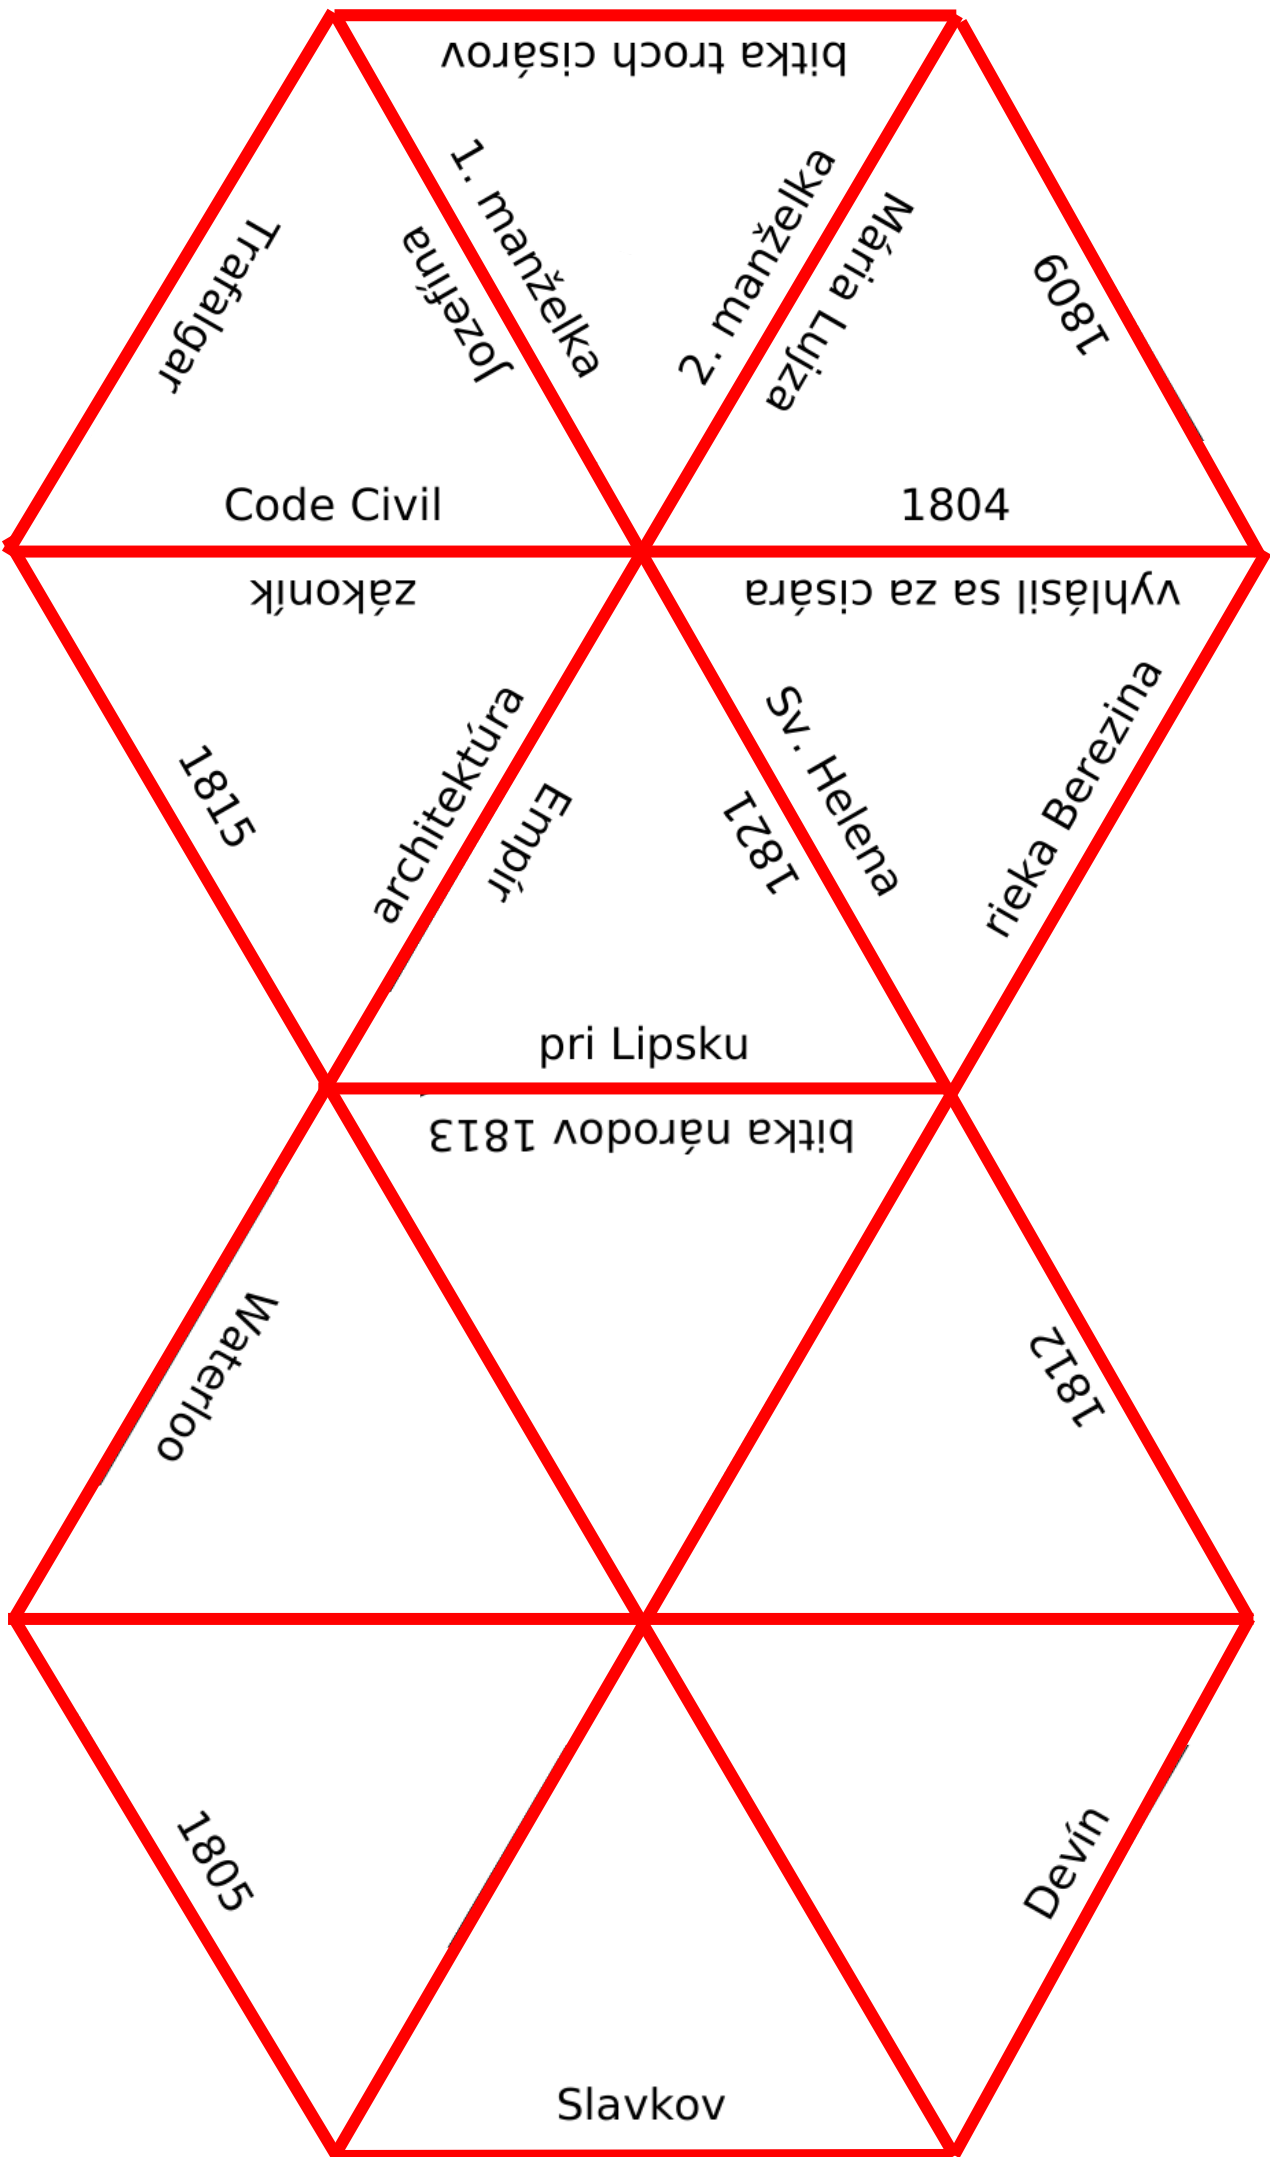 bitka troch cisárov
1. manželka
2. manželka
Trafalgar
Jozefína
Mária Lujza
1809
Code Civil
1804
zákoník
vyhlásil sa za cisára
1815
architektúra
Empír
1821
Sv. Helena
rieka Berezina
pri Lipsku
bitka národov 1813
Waterloo
1812
1805
Devín
Slavkov